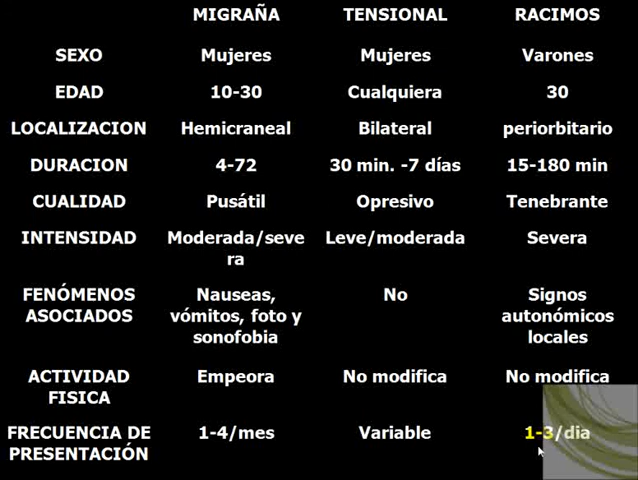 MIGRAÑA TENSIONAL RACIMOS
SEXO Mujeres Mujeres Varones
EDAD 10-30 Cualquiera 30
LOCALIZACION Hemicraneal Bilateral periorbitario
DURACION 4-72 30 min. -7 días 15-180 min
CUALIDAD Pusátil Opresivo Tenebrante
INTENSIDAD Moderada/seve Leve/moderada Severa
ra
FENÓMENOS Nauseas, No Signos
ASOCIADOS vómitos, foto y autonómicos
sonofobia locales
ACTIVIDAD Empeora No modifica No modifica
FISICA
FRECUENCIA DE 1-4/mes Variable 1-3/dia
PRESENTACIÓN